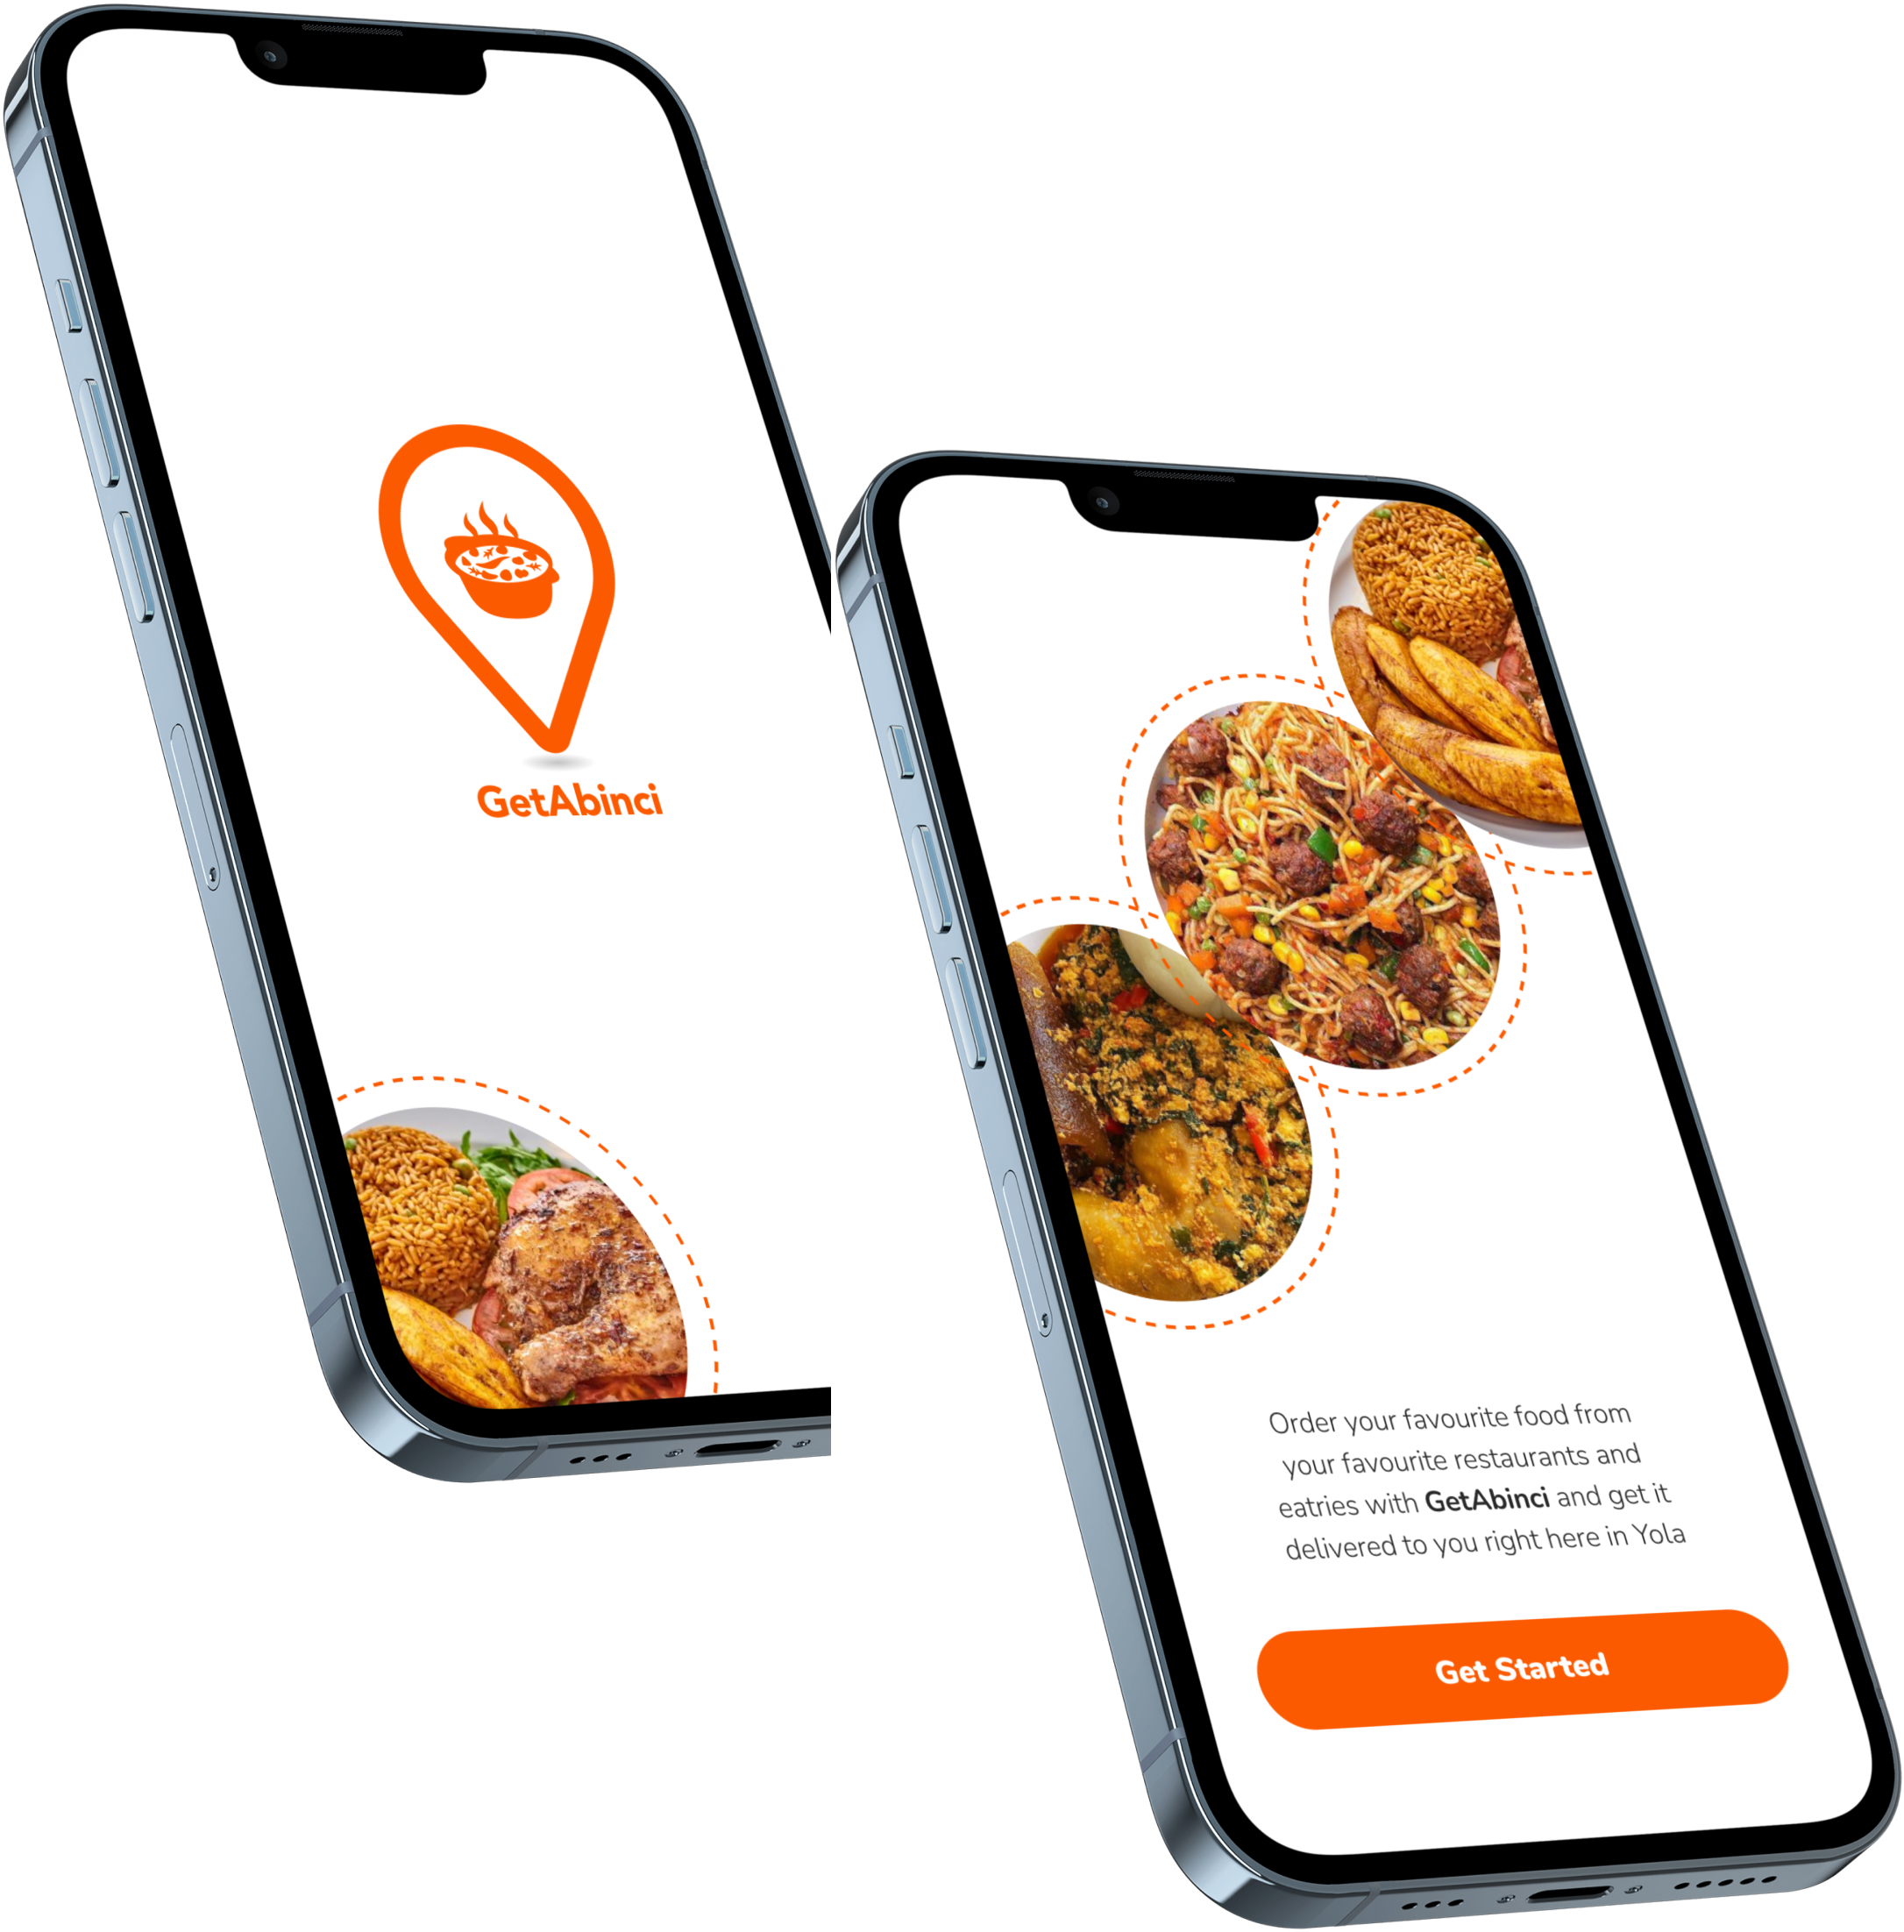 GetAbinci
Order your favourite food from
your favourite restaurants and
eatries with GetAbinci and get it
delivered to you right here in Yola
Get Started